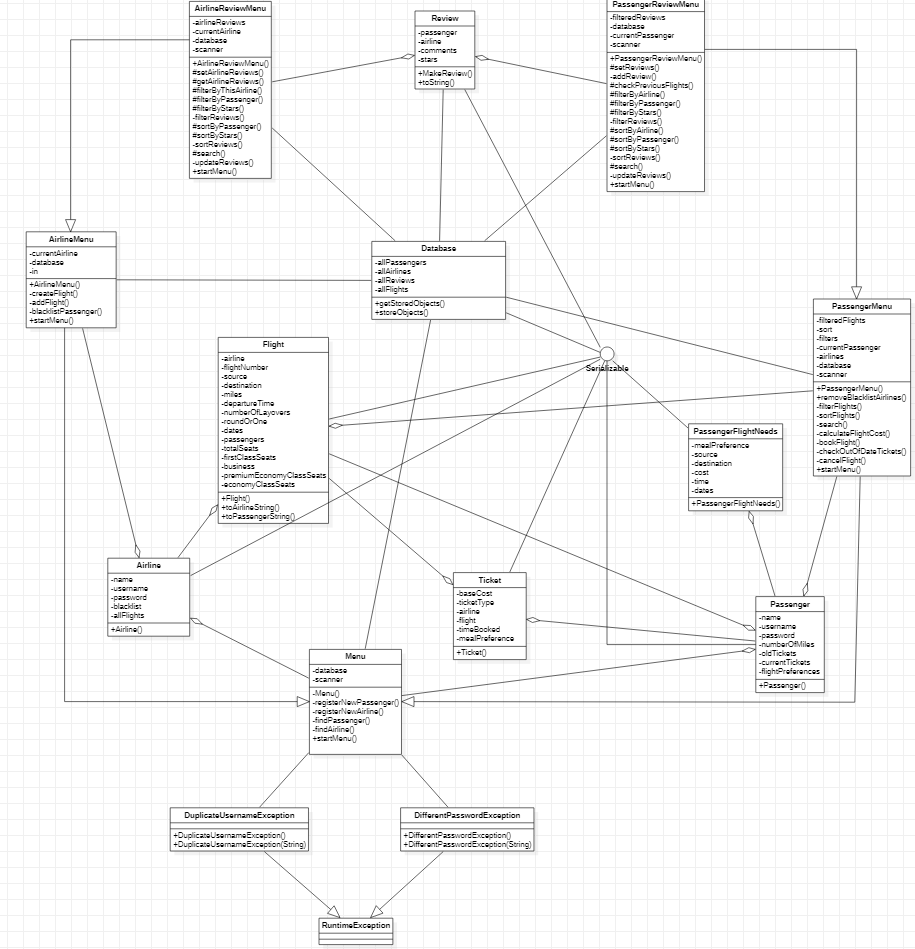 AirlineReviewMenu
-airlineReviews
-currentAirline
-database
-scanner
+AirlineReviewMenu()
#setAirlineReviews()
#getAirlineReviews()
#filterByThisAirline()
#filterByPassenger()
#filterByStars()
-filterReviews()
#sortByPassenger()
#sortByStars()
-sortReviews()
#search()
-updateReviews()
+startMenu()
Review
-passenger
-airline
-comments
-stars
+MakeReview()
+toString()
PassengerReviewMenu
-filteredReviews
-database
-currentPassenger
-scanner
+PassengerReviewMenu()
#setReviews()
-addReview()
#checkPreviousFlights()
#filterByAirline()
#filterByPassenger()
#filterByStars()
-filterReviews()
#sortByAirline()
#sortByPassenger()
#sortByStars()
-sortReviews()
#search()
-updateReviews()
+startMenu()
AirlineMenu
-currentAirline
-database
-in
+AirlineMenu()
-createFlight()
-addFlight()
-blacklistPassenger()
+startMenu()
Database
-allPassengers
-allAirlines
-allReviews
-allFlights
+getStoredObjects()
+storeObjects()
PassengerMenu
-filteredFlights
-sort
-filters
-currentPassenger
-airlines
-database
-scanner
+PassengerMenu()
+removeBlacklistAirlines()
-filterFlights()
-sortFlights()
-search()
-calculateFlightCost()
-bookFlight()
-checkOutOfDateTickets()
-cancelFlight()
+startMenu()
Flight
-airline
-flightNumber
-source
-destination
-miles
-departureTime
-numberOfLayovers
-roundOrOne
-dates
-passengers
-totalSeats
-firstClassSeats
-business
-premiumEconomyClassSeats
-economyClassSeats
+Flight()
+toAirlineString()
+toPassengerString()
Serializable
PassengerFlightNeeds
-mealPreference
-source
-destination
-cost
-time
-dates
+PassengerFlightNeeds()
Airline
-name
-username
-password
-blacklist
-allFlights
+Airline()
Ticket
-baseCost
-ticketType
-airline
-flight
-timeBooked
-mealPreference
+Ticket()
Passenger
-name
-username
-password
-numberOfMiles
-oldTickets
-currentTickets
-flightPreferences
+Passenger()
Menu
-database
-scanner
-Menu()
-registerNewPassenger()
-registerNewAirline()
-findPassenger()
-findAirline()
+startMenu()
DuplicateUsernameException
+DuplicateUsernameException()
+DuplicateUsernameException(String)
DifferentPasswordException
+DifferentPasswordException()
+DifferentPasswordException(String)
RuntimeException